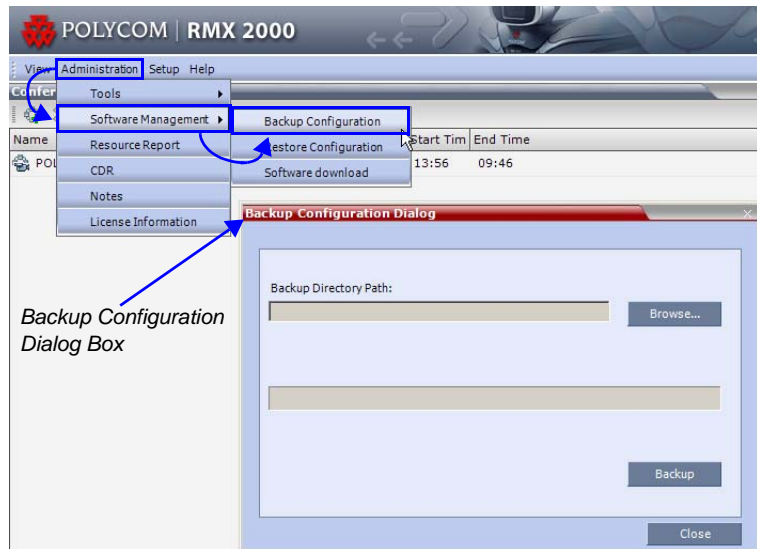 POLYCOM | RMX 2000
View Administration Setup Help
Tools
Software Management
Backup Configuration
Name
Resource Report
Restore Configuration
Start Tim End Time
POL
CDR
Software download
13:56 09:46
Notes
License Information
Backup Configuration Dialog
Backup Directory Path:
Browse...
Backup Configuration
Dialog Box
Backup
Close